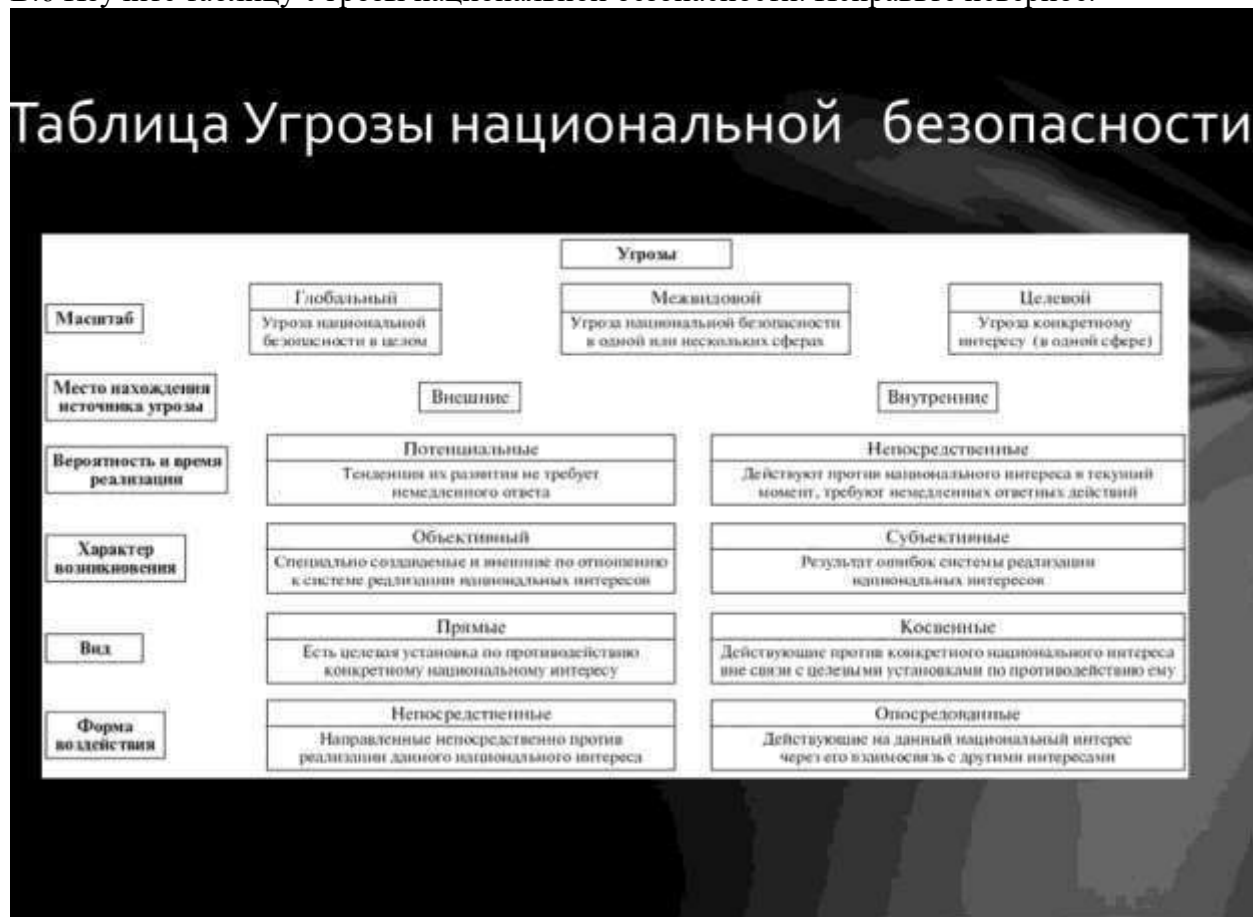 Таблица Угрозы национальной безопасности
Угрозы
Масштаб
Глобальный
Угроза национальной
безопасности в целом
Межвидовой
Угроза национальной безопасности
в одной или нескольких сферах
Целевой
Угроза конкретному
интересу (в одной сфере)
Место нахождения
источника угрозы
Внешние
Внутренние
Вероятность и время
реализации
Потенциальные
Тенденция их развития не требует
немедленного ответа
Непосредственные
Действуют против национального интереса в текущий
момент, требуют немедленных ответных действий
Характер
возникновения
Объективный
Специально создаваемые и внешние по отношению
к системе реализации национальных интересов
Субъективные
Результат ошибок системы реализации
национальных интересов
Вид
Прямые
Есть целевая установка по противодействию
конкретному национальному интересу
Косвенные
Действующие против конкретного национального интереса
вне связи с целевыми установками по противодействию ему
Форма
воздействия
Непосредственные
Направленные непосредственно против
реализации данного национального интереса
Опосредованные
Действующие на данный национальный интерес
через его взаимосвязь с другими интересами